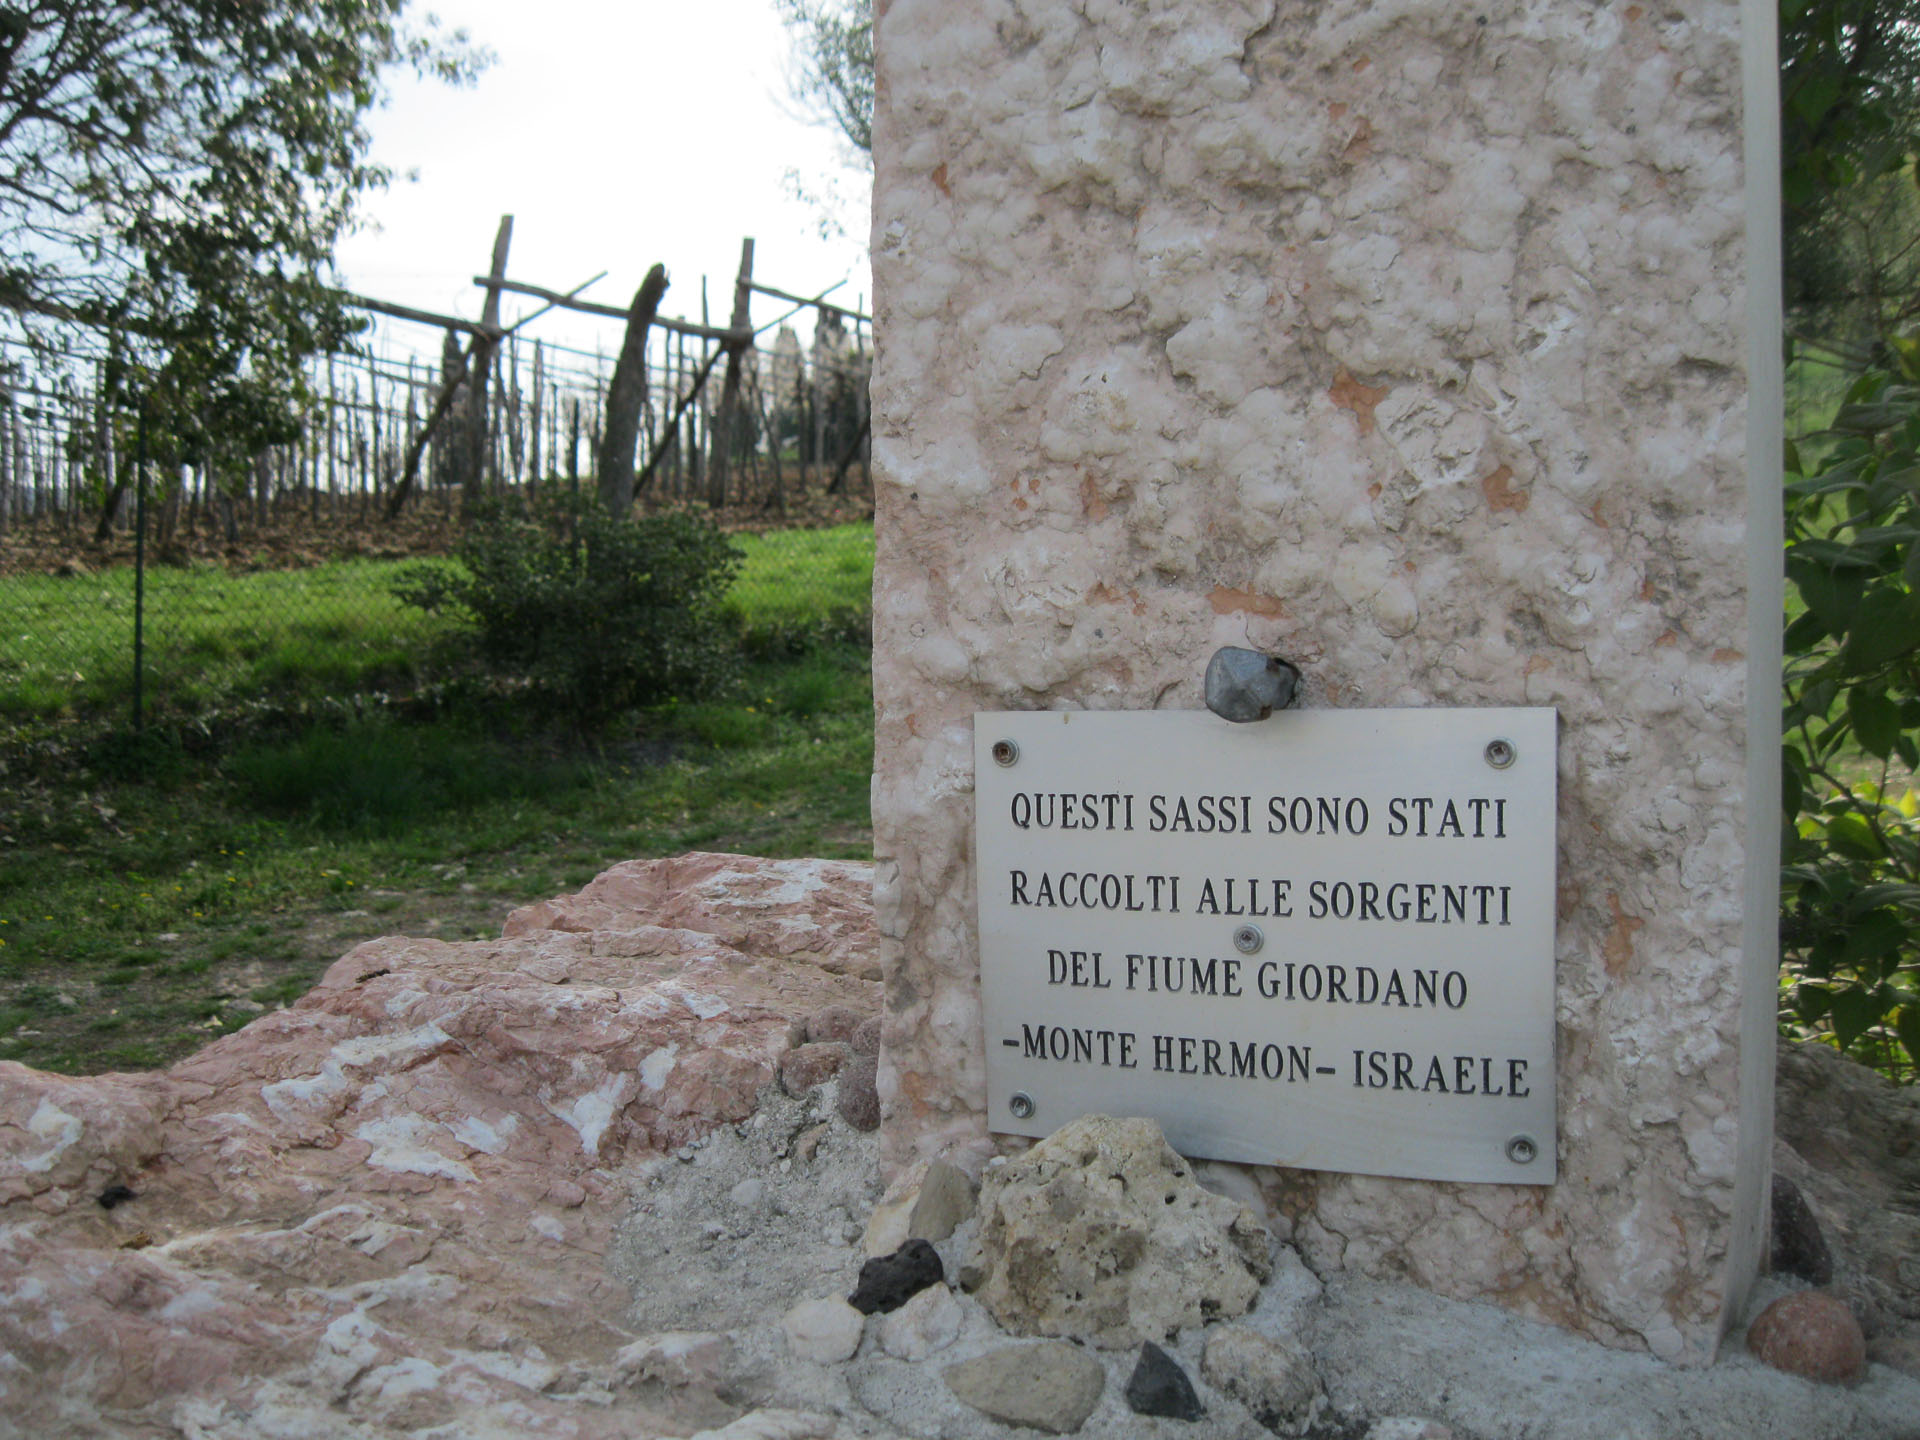 QUESTI SASSI SONO STATI
RACCOLTI ALLE SORGENTI
DEL FIUME GIORDANO
-MONTE HERMON- ISRAELE